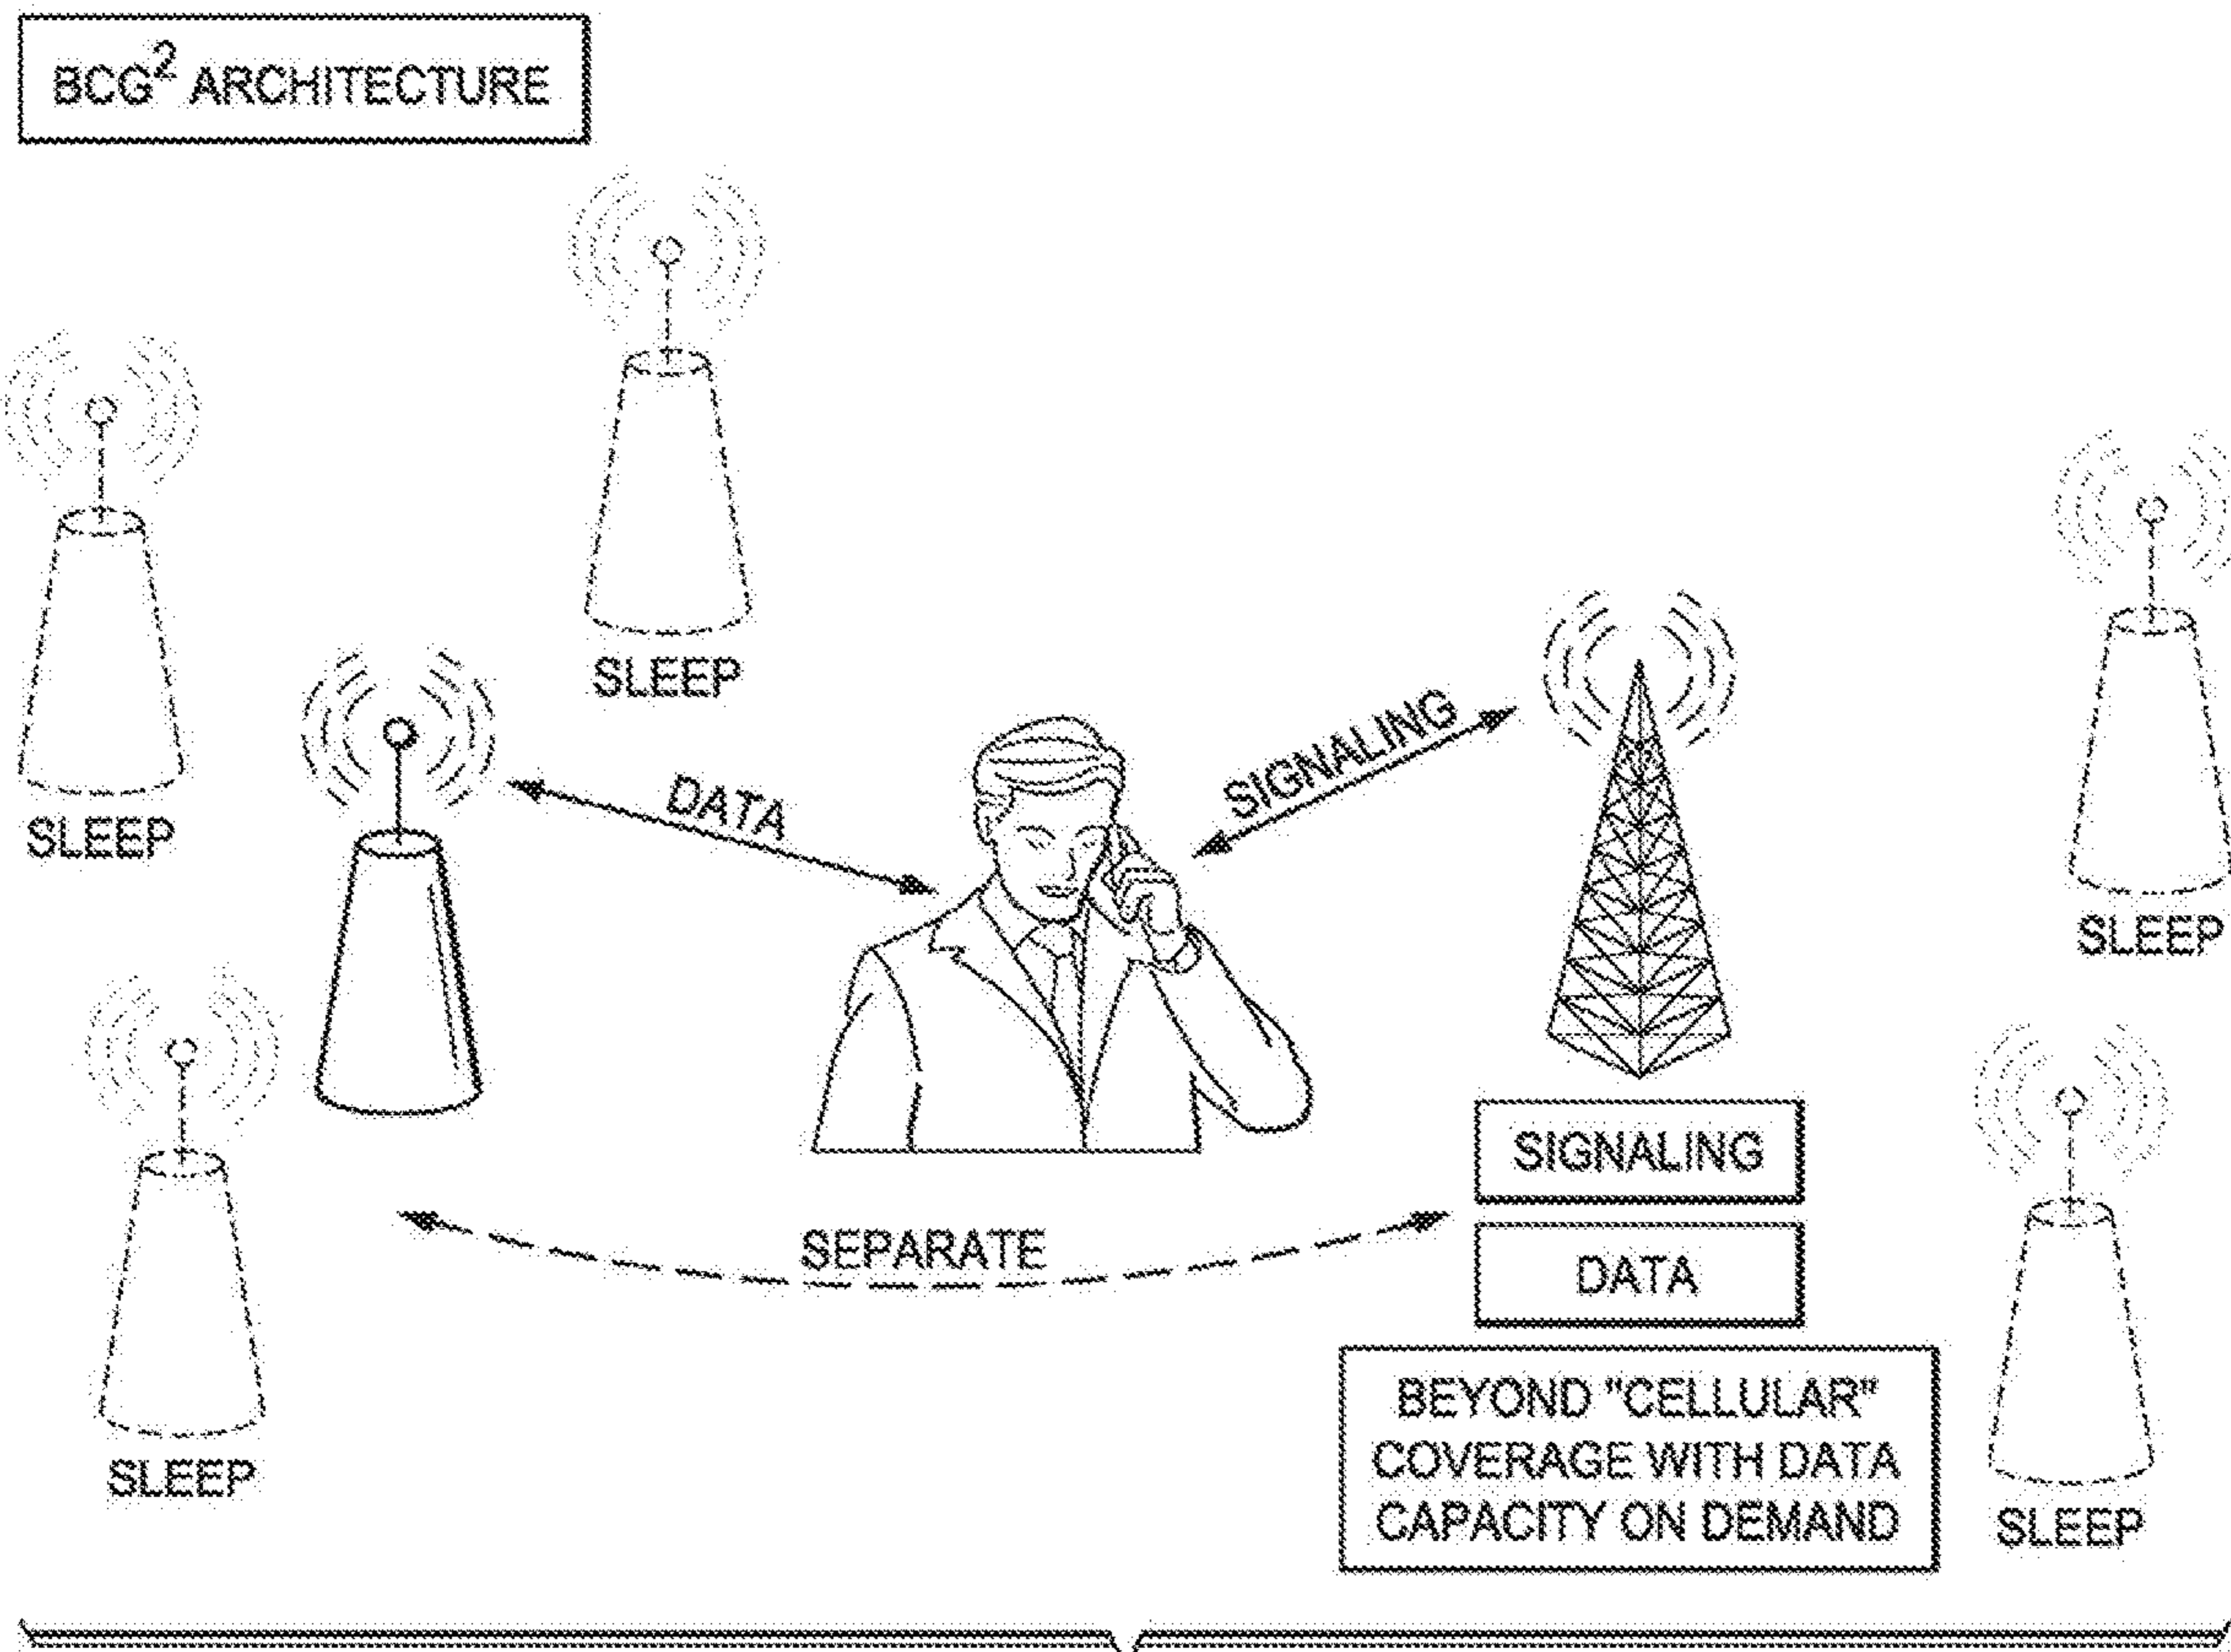 BCG² ARCHITECTURE
SLEEP
SLEEP
SLEEP
SLEEP
SLEEP
DATA
SIGNALING
SEPARATE
SIGNALING
DATA
BEYOND "CELLULAR"
COVERAGE WITH DATA
CAPACITY ON DEMAND